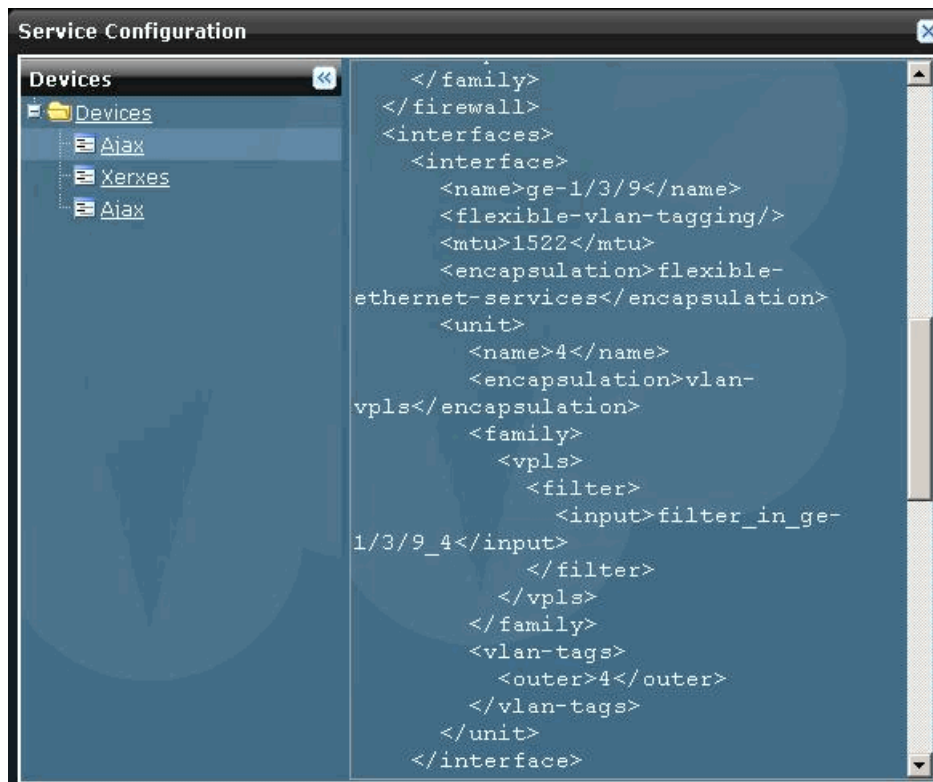 Service Configuration
Devices
Devices
Ajax
Xerxes
Ajax
</family>
</firewall>
<interfaces>
<interface>
<name>ge-1/3/9</name>
<flexible-vlan-tagging/>
<mtu>1522</mtu>
<encapsulation>flexible-
ethernet-services</encapsulation>
<unit>
<name>4</name>
<encapsulation>vlan-
vpls</encapsulation>
<family>
<vpls>
<filter>
<input>filter_in_ge-
1/3/9_4</input>
</filter>
</vpls>
</family>
<vlan-tags>
<outer>4</outer>
</vlan-tags>
</unit>
</interface>